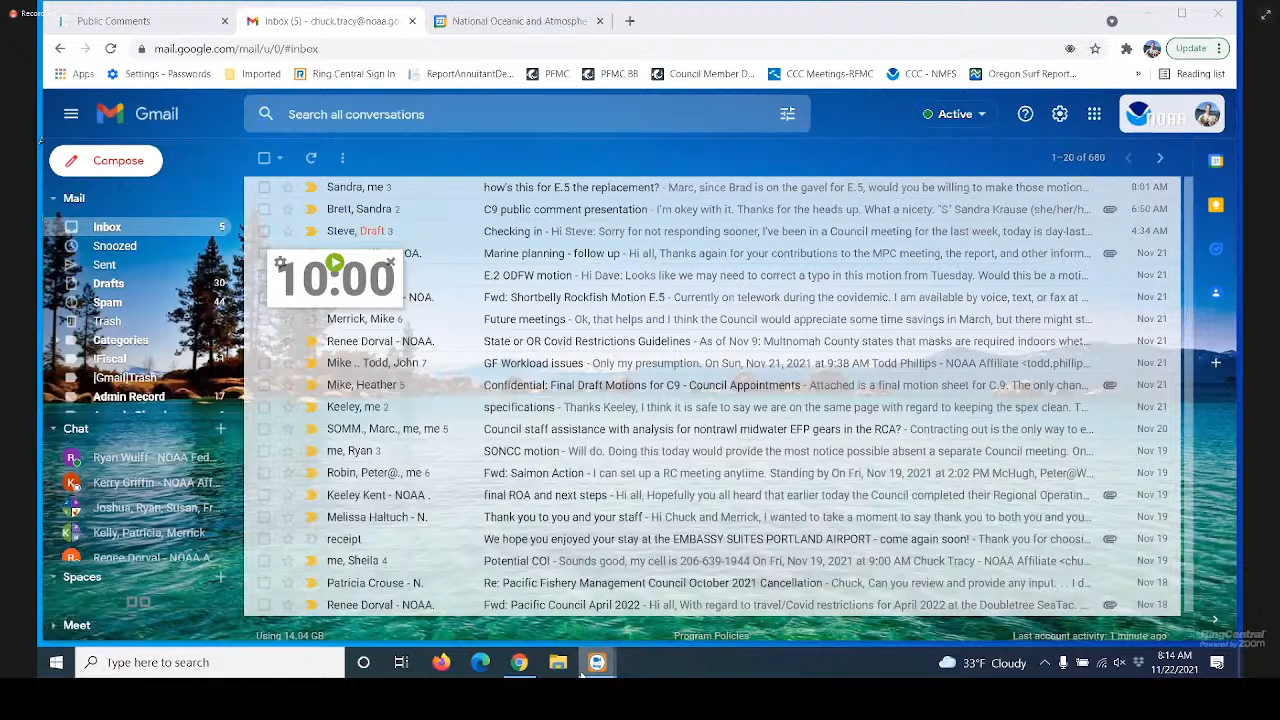 Recording
Public Comments
Inbox (5) - chuck.tracy@noaa.go
National Oceanic and Atmosphe
mail.google.com/mail/u/0/#inbox
Update
Apps
Settings - Passwords
Imported
Ring Central Sign In
ReportAnnuitante...
PFMC
PFMC BB
Council Member D...
CCC Meetings-RFMC
CCC - NMFS
Oregon Surf Report...
»
Reading list
Gmail
Search all conversations
Active
NOAA
Compose
1–20 of 680
Mail
Inbox 5
Snoozed
Sent
Drafts 30
Spam 44
Trash
Categories
!Fiscal
[Gmail]Trash
Admin Record 17
Chat
Ryan Wulff - NOAA Fed...
Kerry Griffin - NOAA Aff...
Joshua, Ryan, Susan, Fr...
Kelly, Patricia, Merrick
Renee Dorval - NOAA A...
Spaces
Meet
Sandra, me 3 how's this for E.5 the replacement? - Marc, since Brad is on the gavel for E.5, would you be willing to make those motion... 8:01 AM
Brett, Sandra 2 C9 public comment presentation - I'm okay with it. Thanks for the heads up. What a nicety. "S' Sandra Krause (she/her/h... 6:50 AM
Steve, Draft 3 Checking in - Hi Steve: Sorry for not responding sooner, I've been in a Council meeting for the last week, today is day-last... 4:34 AM
OA. Marine planning - follow up - Hi all, Thanks again for your contributions to the MPC meeting, the report, and other informi... Nov 21
10:00
E.2 ODFW motion - Hi Dave: Looks like we may need to correct a typo in this motion from Tuesday. Would this be a moti... Nov 21
NOA. Fwd: Shortbelly Rockfish Motion E.5 - Currently on telework during the covidemic. I am available by voice, text, or fax at ... Nov 21
Merrick, Mike 6 Future meetings - Ok, that helps and I think the Council would appreciate some time savings in March, but there might st... Nov 21
Renee Dorval - NOAA. State or OR Covid Restrictions Guidelines - As of Nov 9: Multnomah County states that masks are required indoors whet... Nov 21
Mike .. Todd, John 7 GF Workload issues - Only my presumption. On Sun, Nov 21, 2021 at 9:38 AM Todd Phillips - NOAA Affiliate <todd.phillip... Nov 21
Mike, Heather 5 Confidential: Final Draft Motions for C9 - Council Appointments - Attached is a final motion sheet for C.9. The only chan... Nov 21
Keeley, me 2 specifications - Thanks Keeley, I think it is safe to say we are on the same page with regard to keeping the spex clean. T... Nov 21
SOMM., Marc., me, me 5 Council staff assistance with analysis for nontrawl midwater EFP gears in the RCA? - Contracting out is the only way to e... Nov 20
me, Ryan 3 SONCC motion - Will do. Doing this today would provide the most notice possible absent a separate Council meeting. On... Nov 19
Robin, Peter@., me 6 Fwd: Salmon Action - I can set up a RC meeting anytime. Standing by On Fri, Nov 19, 2021 at 2:02 PM McHugh, Peter@W... Nov 19
Keeley Kent - NOAA . final ROA and next steps - Hi all, Hopefully you all heard that earlier today the Council completed their Regional Operatin... Nov 19
Melissa Haltuch - N. Thank you to you and your staff - Hi Chuck and Merrick, I wanted to take a moment to say thank you to both you and you... Nov 19
receipt We hope you enjoyed your stay at the EMBASSY SUITES PORTLAND AIRPORT - come again soon! - Thank you for choosi... Nov 19
me, Sheila 4 Potential COI - Sounds good, my cell is 206-639-1944 On Fri, Nov 19, 2021 at 9:00 AM Chuck Tracy - NOAA Affiliate <chu... Nov 19
Patricia Crouse - N. Re: Pacific Fishery Management Council October 2021 Cancellation - Chuck, Can you review and provide any input. . . I d... Nov 18
Renee Dorval - NOAA. Fwd: Pacific Council April 2022 - Hi all, With regard to travel/Covid restrictions for April 2022 at the Doubletree SeaTac. ... Nov 18
Using 14.04 GB
Program Policies
Last account activity: 1 minute ago
RingCentral
Powered by zoom
Type here to search
33°F Cloudy
8:14 AM
11/22/2021